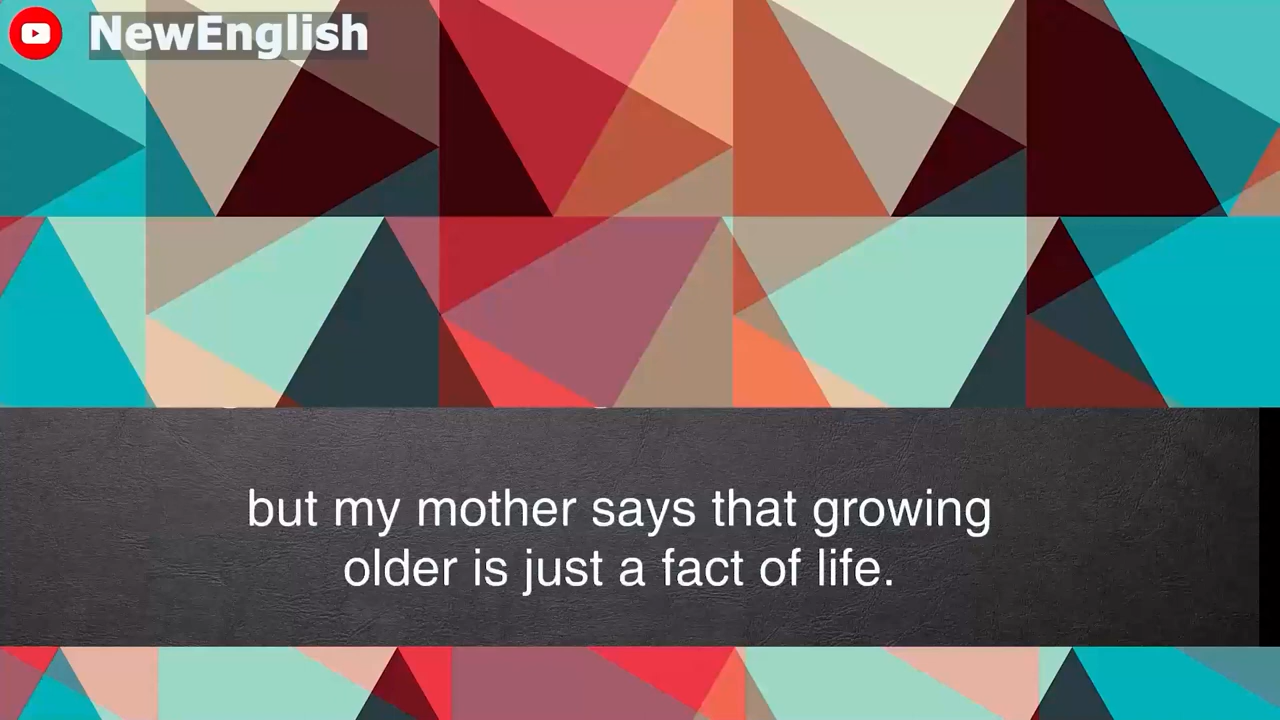 NewEnglish
but my mother says that growing
older is just a fact of life.